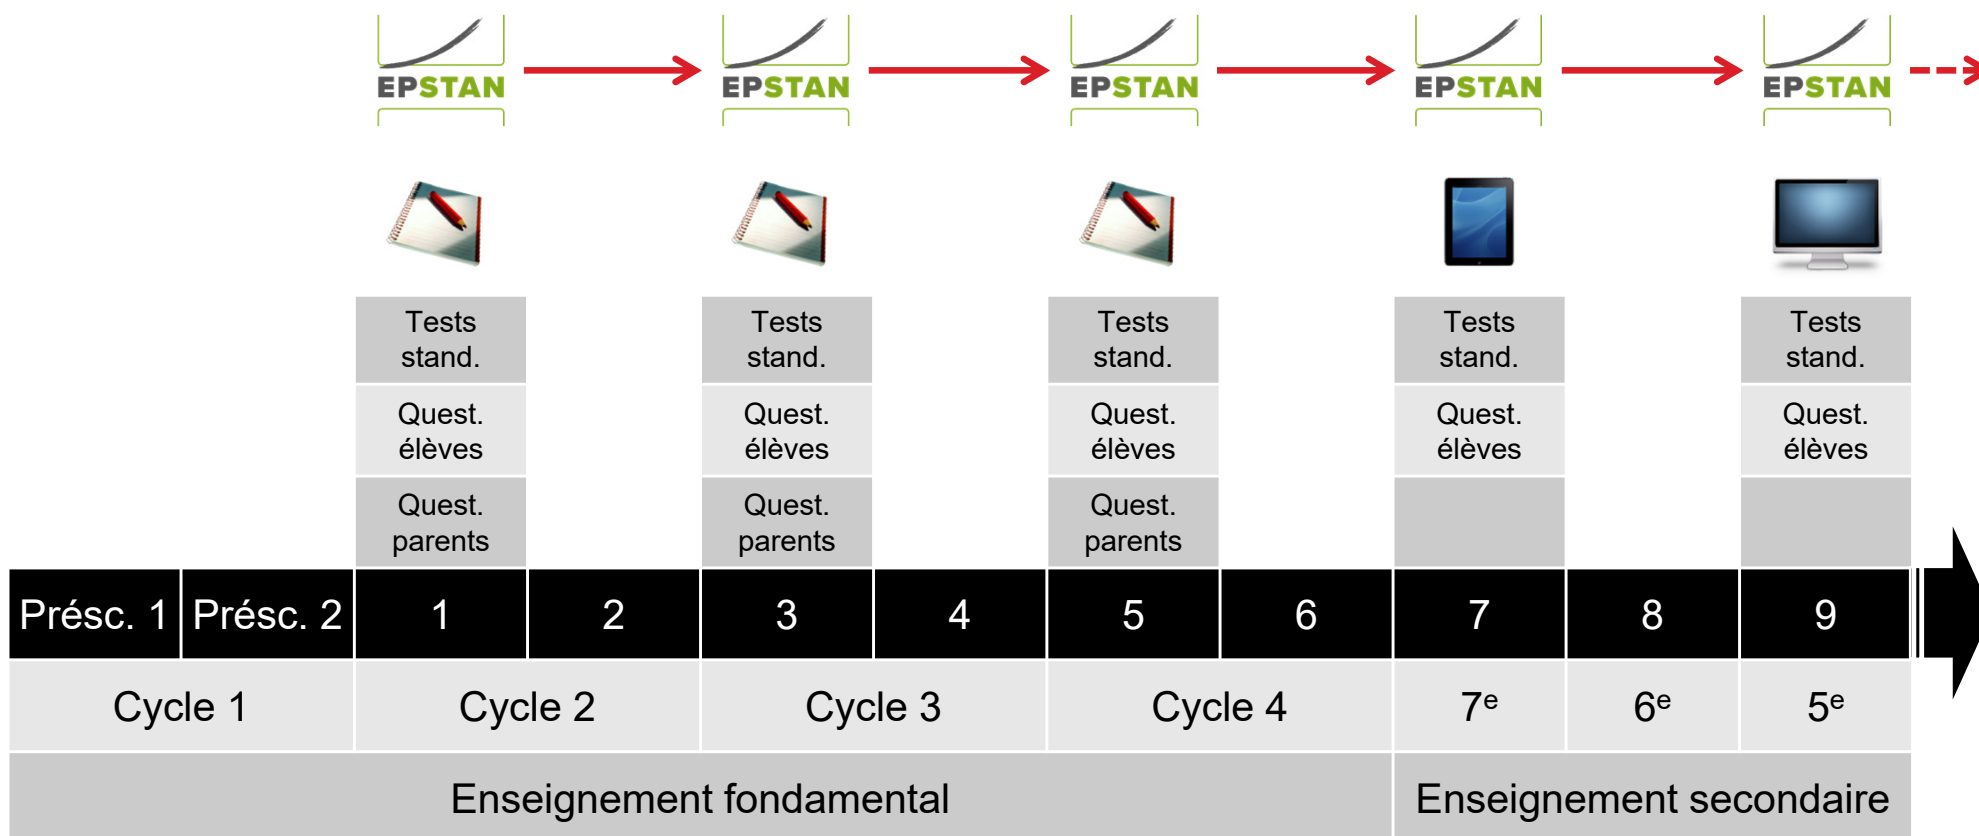 EPSTAN EPSTAN EPSTAN EPSTAN EPSTAN
Tests Tests Tests Tests Tests
stand. stand. stand. stand. stand.
Quest. Quest. Quest. Quest. Quest.
élèves élèves élèves élèves élèves
Quest. Quest. Quest.
parents parents parents
Présc. 1 Présc. 2 1 2 3 4 5 6 7 8 9
Cycle 1 Cycle 2 Cycle 3 Cycle 4 7e 6e 5e
Enseignement fondamental Enseignement secondaire